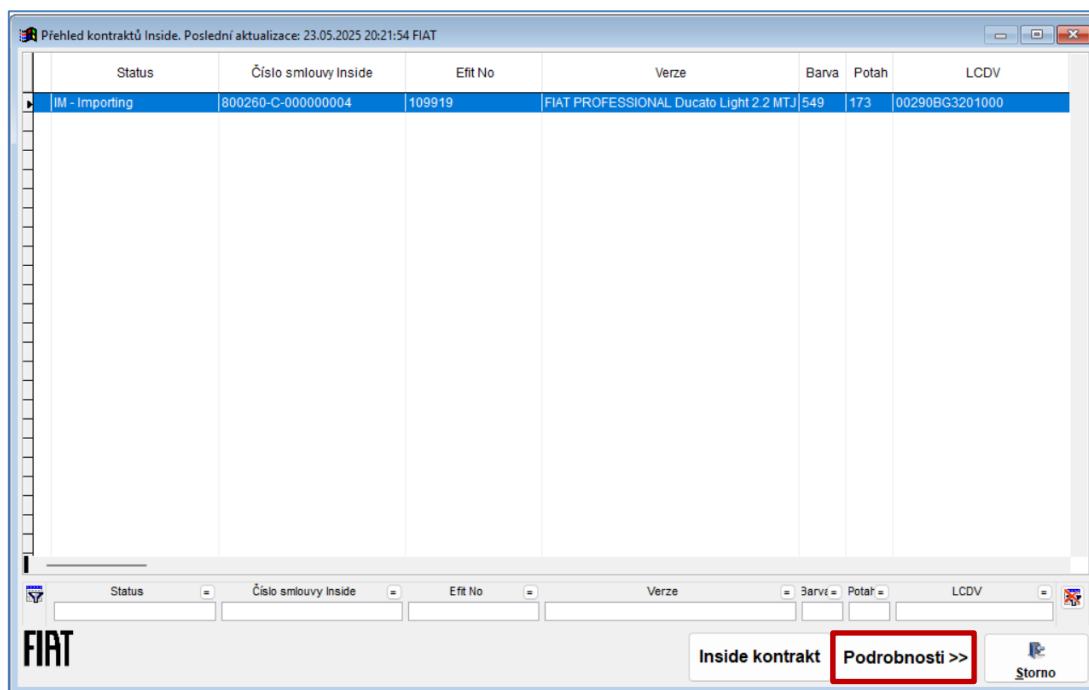 Přehled kontraktů Inside. Poslední aktualizace: 23.05.2025 20:21:54 FIAT
Status Číslo smlouvy Inside Efit No Verze Barva Potah LCDV
IM - Importing 800260-C-000000004 109919 FIAT PROFESSIONAL Ducato Light 2.2 MTJ 549 173 00290BG3201000
Status = Číslo smlouvy Inside = Efit No = Verze = Barva = Potah = LCDV =
FIAT
Inside kontrakt Podrobnosti >> Storno